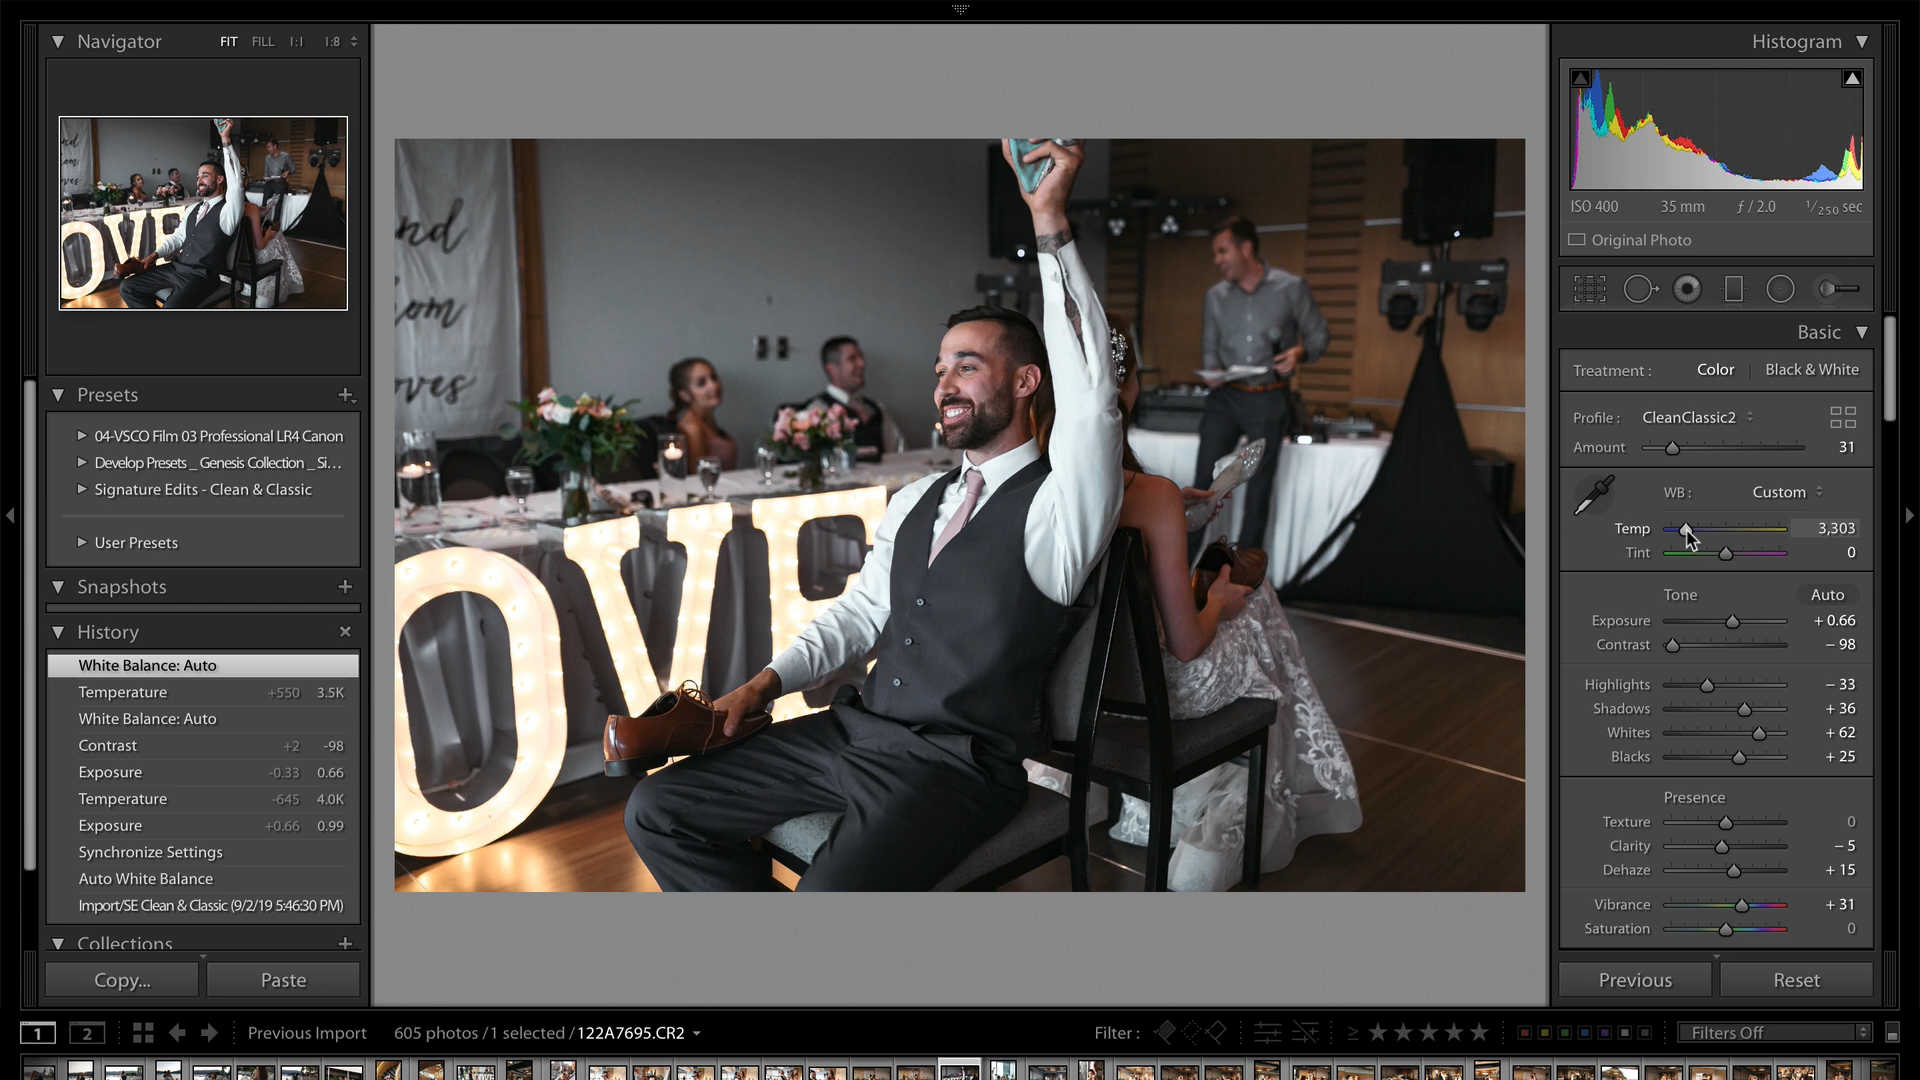 Navigator FIT FILL 1:1 1:8
Presets
04-VSCO Film 03 Professional LR4 Canon
Develop Presets _ Genesis Collection _ Si...
Signature Edits - Clean & Classic
User Presets
Snapshots
History
White Balance: Auto
Temperature +550 3.5K
White Balance: Auto
Contrast +2 -98
Exposure -0.33 0.66
Temperature -645 4.0K
Exposure +0.66 0.99
Synchronize Settings
Auto White Balance
Import/SE Clean & Classic (9/2/19 5:46:30 PM)
Collections
Copy... Paste
nd
om
oves
OVE
Histogram
ISO 400 35 mm ƒ / 2.0 1/250 sec
Original Photo
Basic
Treatment : Color Black & White
Profile : CleanClassic2
Amount 31
WB : Custom
Temp 3,303
Tint 0
Tone Auto
Exposure + 0.66
Contrast − 98
Highlights − 33
Shadows + 36
Whites + 62
Blacks + 25
Presence
Texture 0
Clarity − 5
Dehaze + 15
Vibrance + 31
Saturation 0
Previous Reset
1 2 Previous Import 605 photos / 1 selected / 122A7695.CR2 Filter : ≥ Filters Off